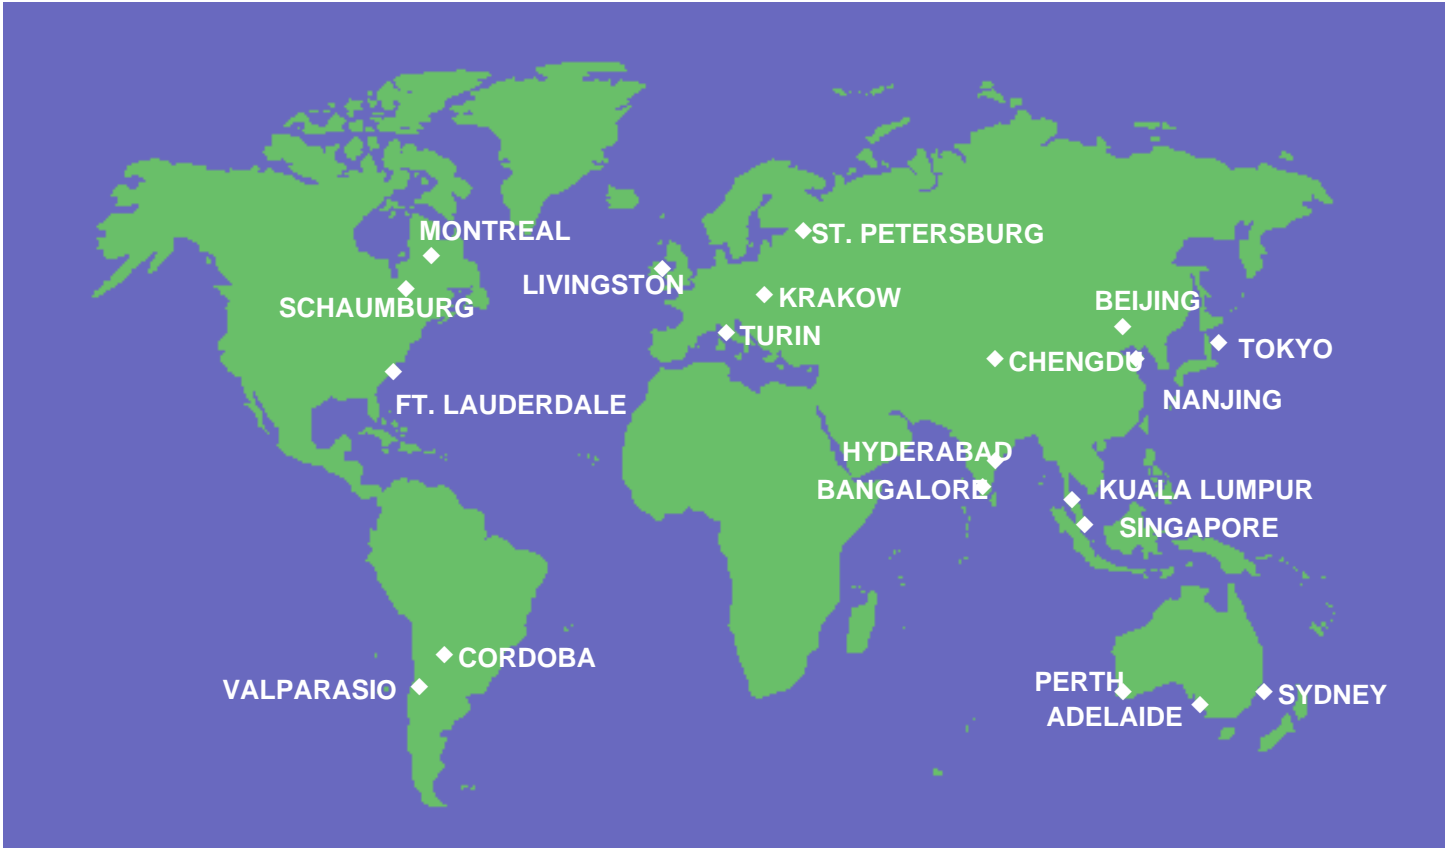 MONTREAL
ST. PETERSBURG
LIVINGSTON
KRAKOW
BEIJING
SCHAUMBURG
TURIN
TOKYO
CHENGDU
NANJING
FT. LAUDERDALE
HYDERABAD
BANGALORE
KUALA LUMPUR
SINGAPORE
CORDOBA
VALPARASIO
PERTH
SYDNEY
ADELAIDE